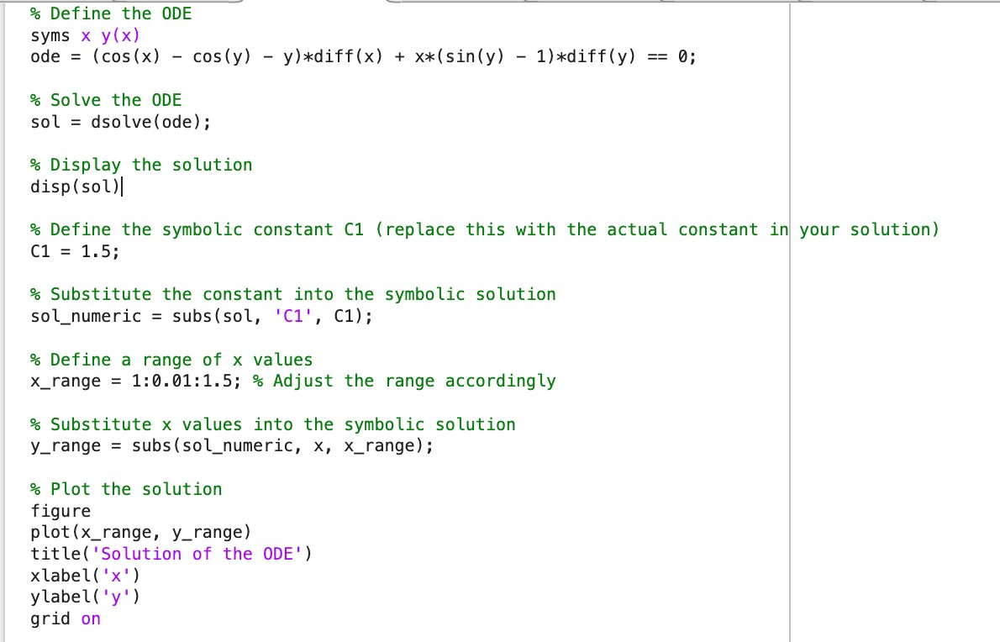 % Define the ODE
syms x y(x)
ode = (cos(x) - cos(y) - y)*diff(x) + x*(sin(y) - 1)*diff(y) == 0;
% Solve the ODE
sol = dsolve(ode);
% Display the solution
disp(sol)
% Define the symbolic constant C1 (replace this with the actual constant in your solution)
C1 = 1.5;
% Substitute the constant into the symbolic solution
sol_numeric = subs(sol, 'C1', C1);
% Define a range of x values
x_range = 1:0.01:1.5; % Adjust the range accordingly
% Substitute x values into the symbolic solution
y_range = subs(sol_numeric, x, x_range);
% Plot the solution
figure
plot(x_range, y_range)
title('Solution of the ODE')
xlabel('x')
ylabel('y')
grid on